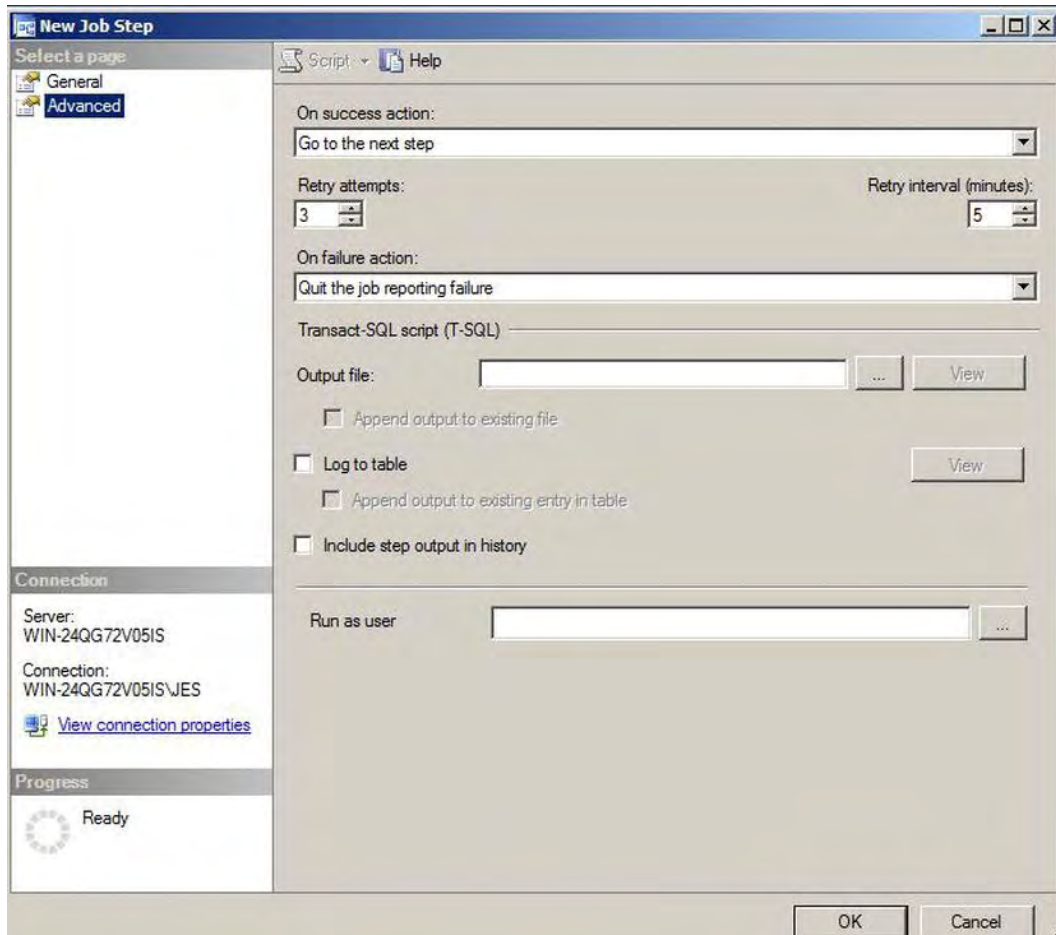 New Job Step
Select a page
General
Advanced
Script
Help
On success action:
Go to the next step
Retry attempts:
Retry interval (minutes):
3
5
On failure action:
Quit the job reporting failure
Transact-SQL script (T-SQL)
Output file:
...
View
Append output to existing file
Log to table
View
Append output to existing entry in table
Include step output in history
Run as user
...
Connection
Server:
WIN-24QG72V05IS
Connection:
WIN-24QG72V05IS\JES
View connection properties
Progress
Ready
OK
Cancel